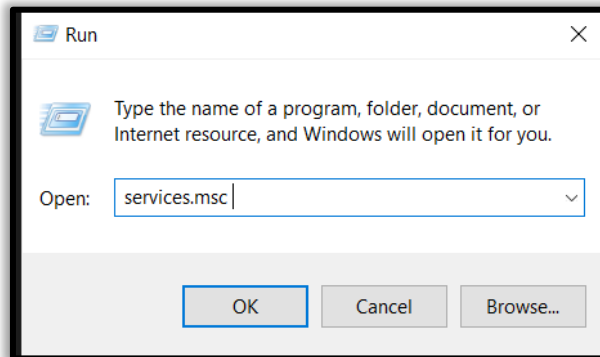 Run
Type the name of a program, folder, document, or
Internet resource, and Windows will open it for you.
Open: services.msc
OK Cancel Browse...